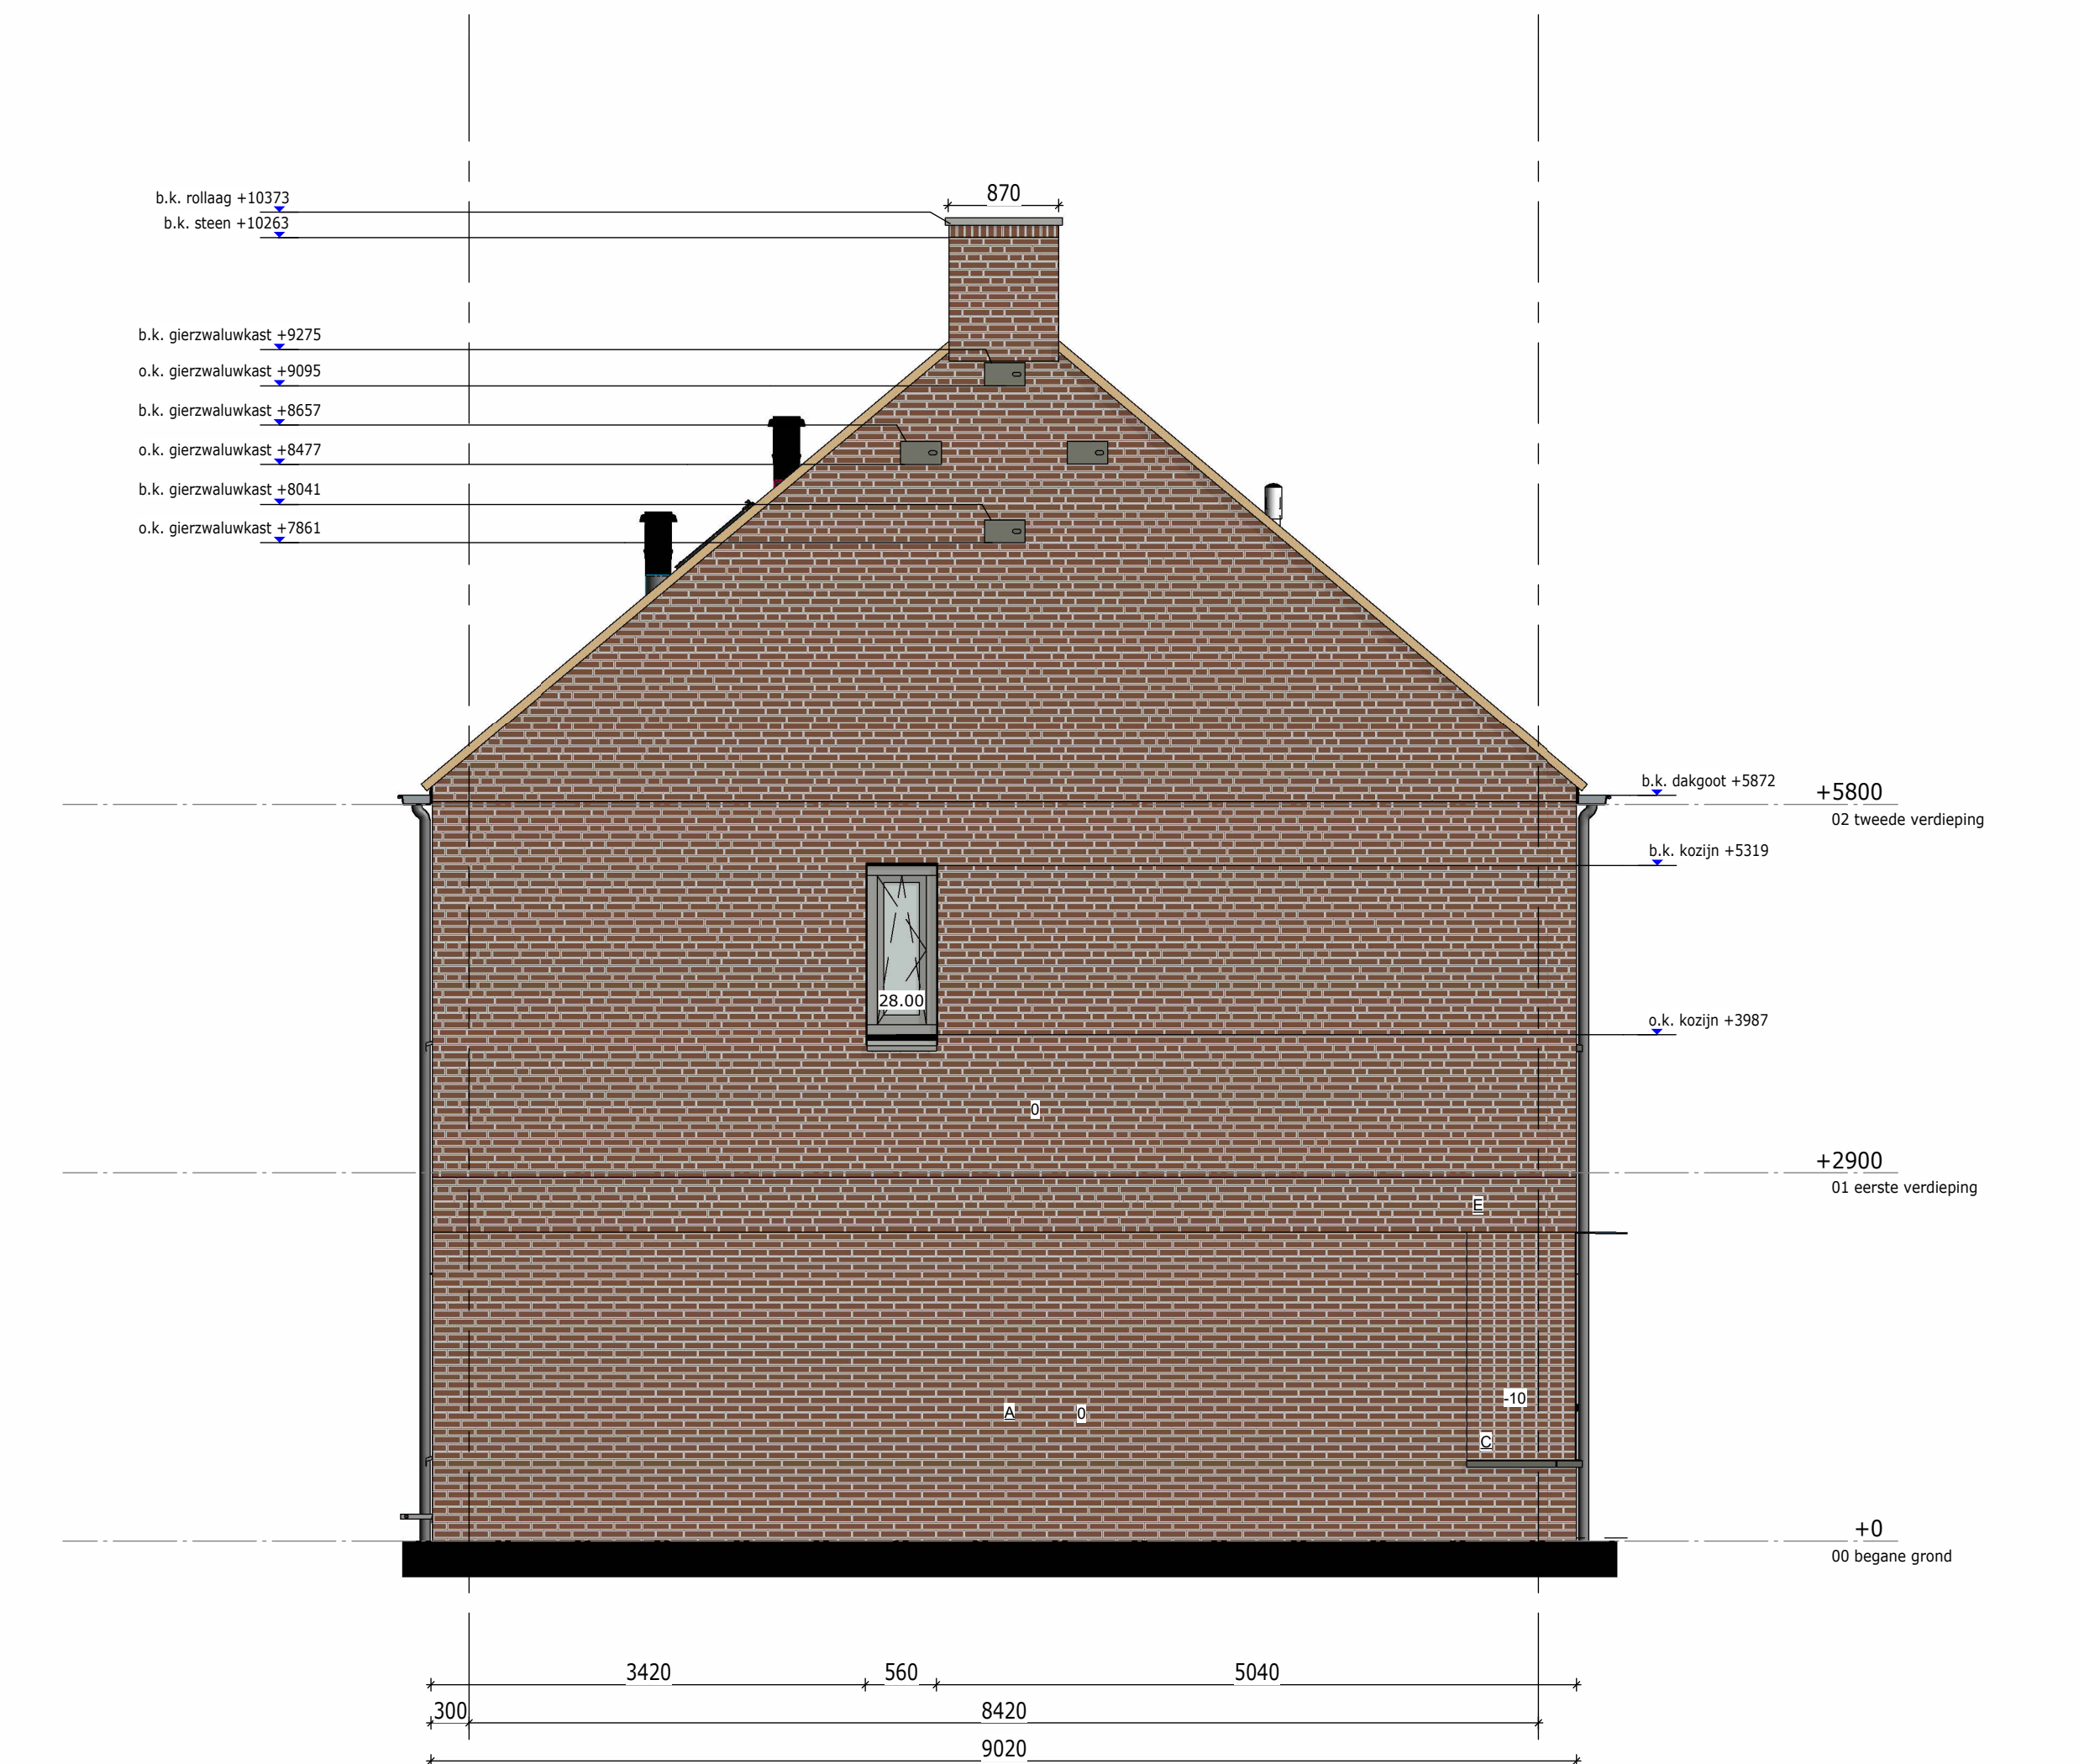 870
b.k. rollaag +10373
b.k. steen +10263
b.k. gierzwaluwkast +9275
o.k. gierzwaluwkast +9095
b.k. gierzwaluwkast +8657
o.k. gierzwaluwkast +8477
b.k. gierzwaluwkast +8041
o.k. gierzwaluwkast +7861
b.k. dakgoot +5872
+5800
02 tweede verdieping
b.k. kozijn +5319
28.00
o.k. kozijn +3987
0
+2900
01 eerste verdieping
E
-10
A 0
C
+0
00 begane grond
3420 560 5040
300 8420
9020